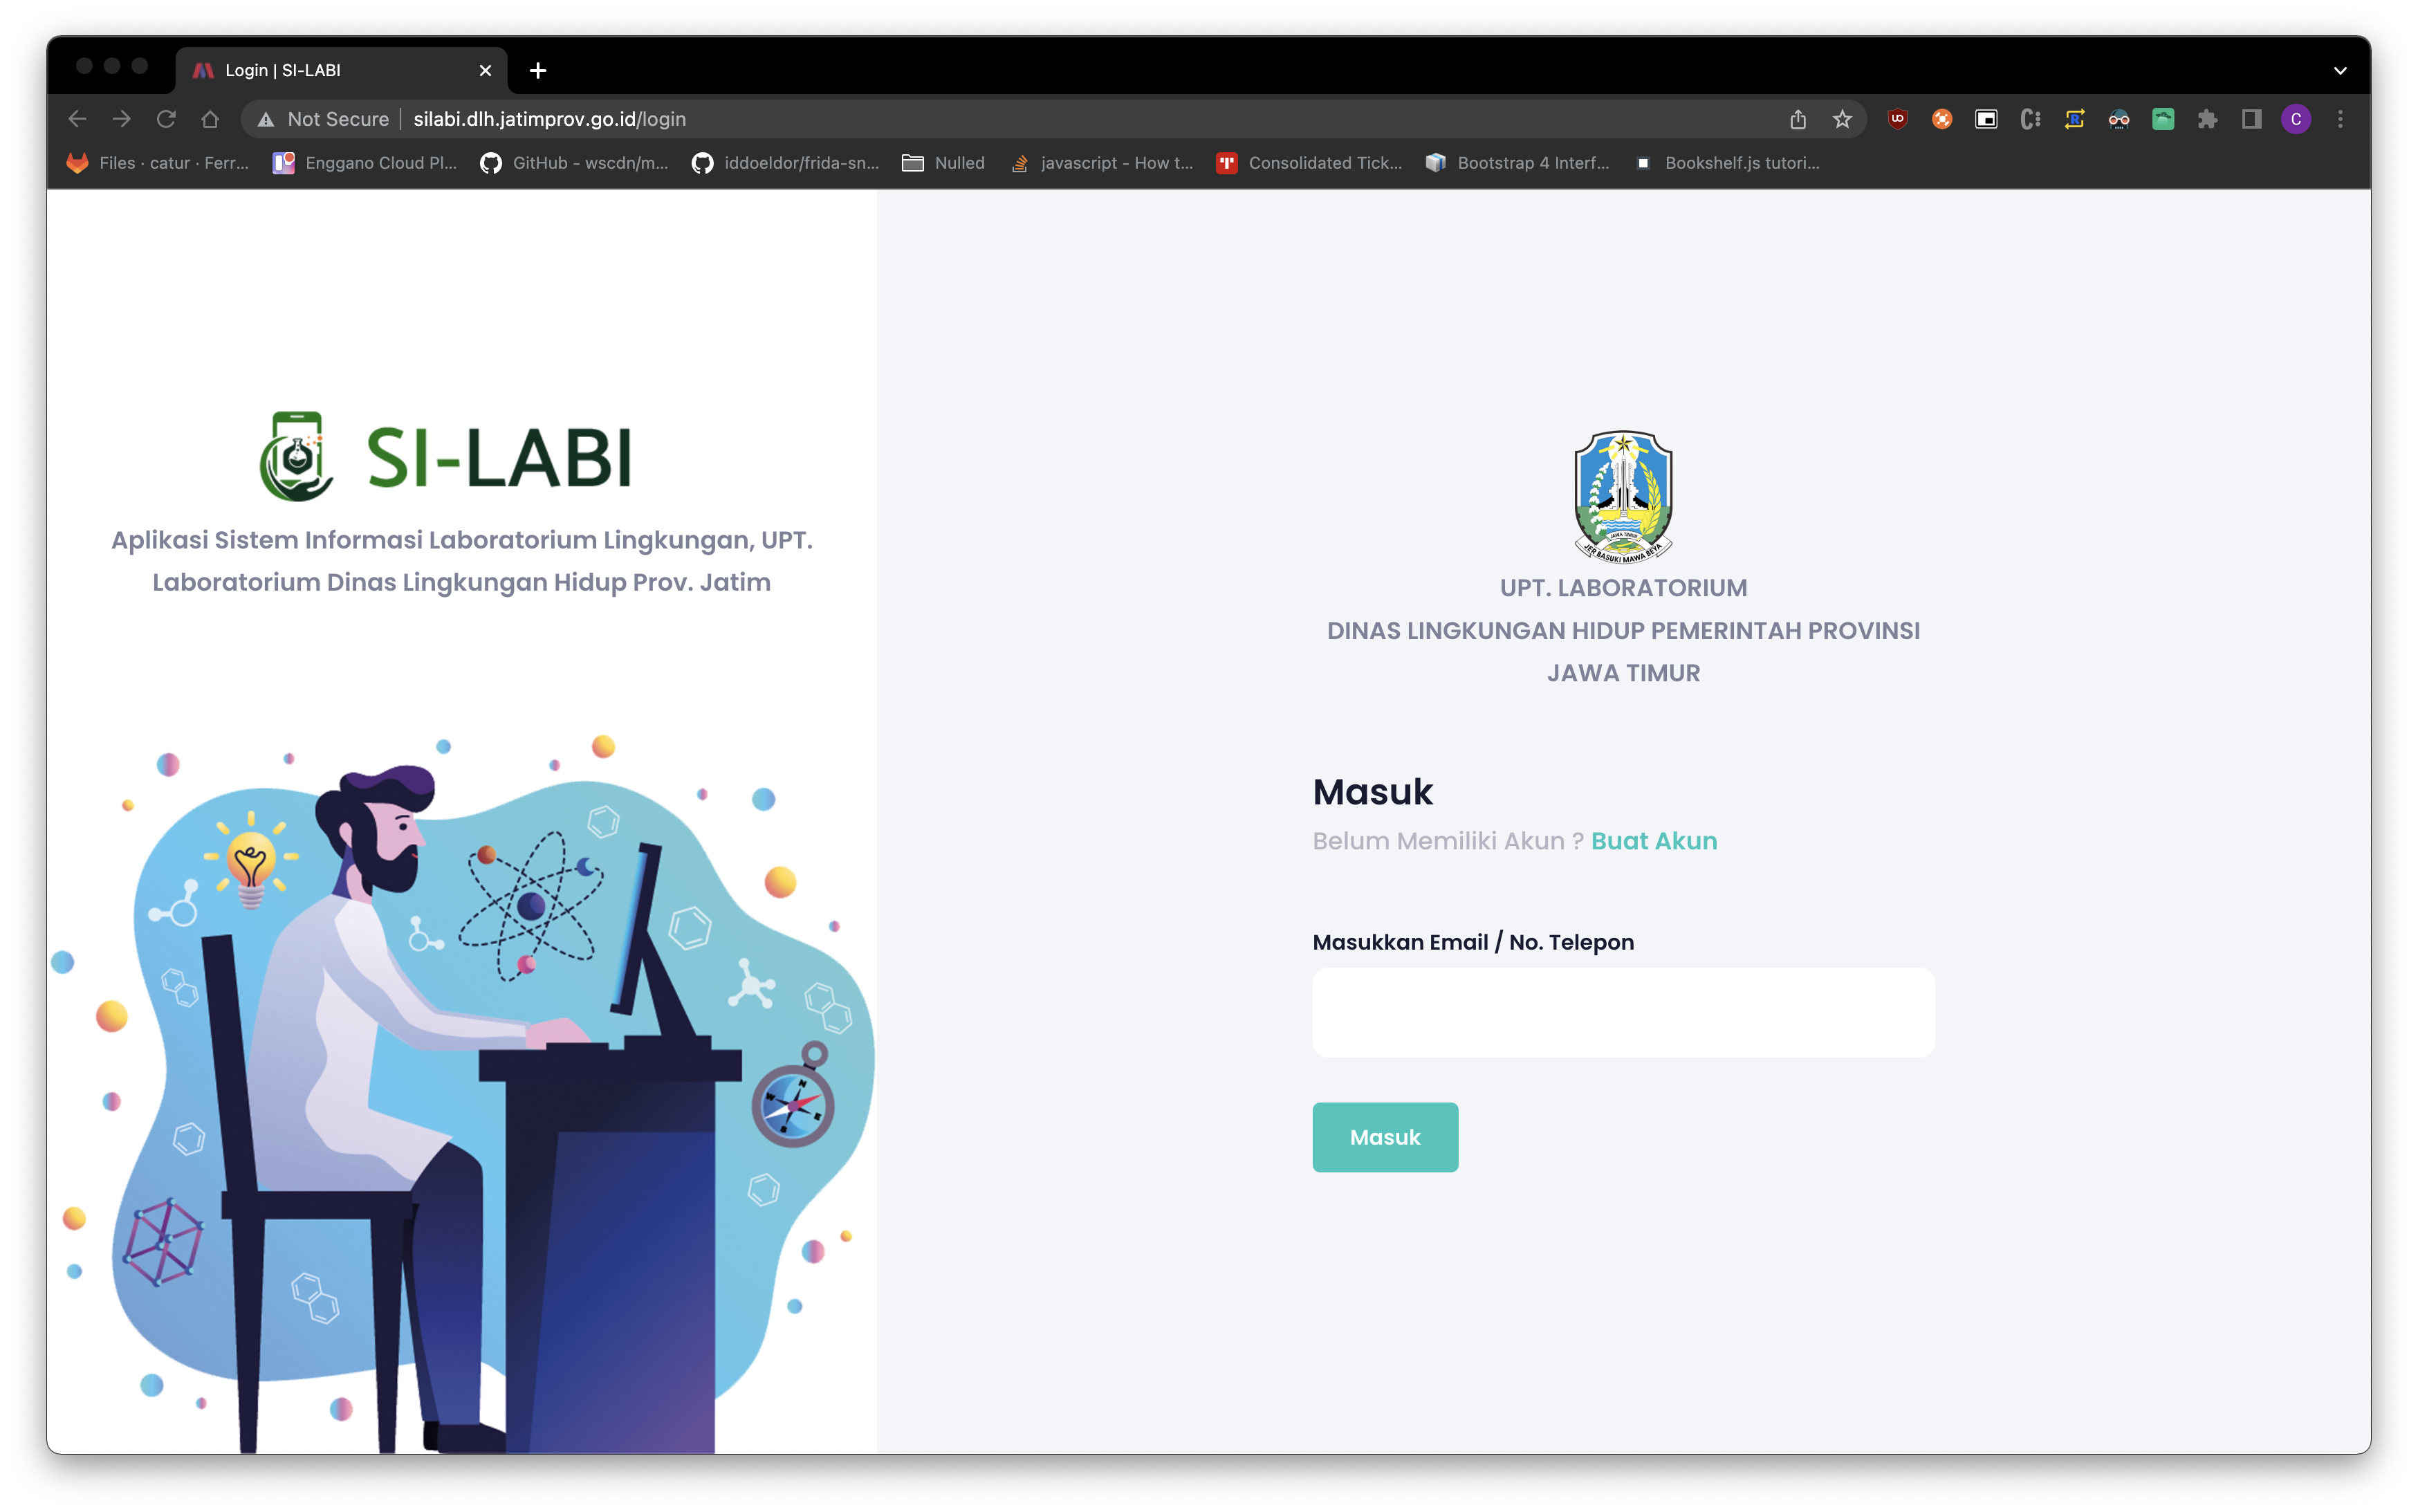 Login | SI-LABI
Not Secure
silabi.dlh.jatimprov.go.id/login
C
Files · catur · Ferr...
Enggano Cloud Pl...
GitHub - wscdn/m...
iddoeldor/frida-sn...
Nulled
javascript - How t...
Consolidated Tick...
Bootstrap 4 Interf...
Bookshelf.js tutori...
SI-LABI
Aplikasi Sistem Informasi Laboratorium Lingkungan, UPT.
Laboratorium Dinas Lingkungan Hidup Prov. Jatim
N
E
S
W
JAWA TIMUR
JER BASUKI MAWA BEYA
UPT. LABORATORIUM
DINAS LINGKUNGAN HIDUP PEMERINTAH PROVINSI
JAWA TIMUR
Masuk
Belum Memiliki Akun ? Buat Akun
Masukkan Email / No. Telepon
Masuk